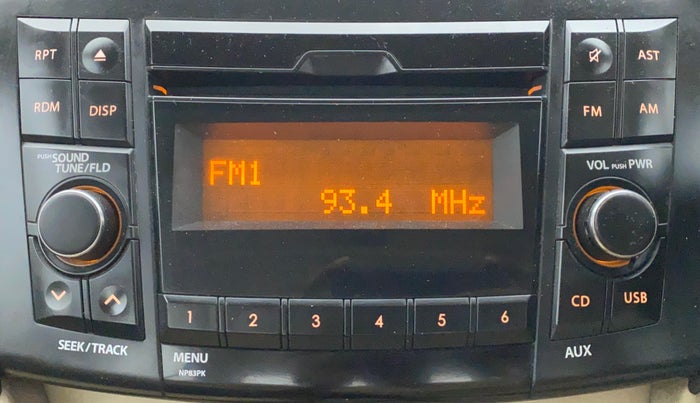 RPT
AST
RDM
DISP
FM
AM
PUSH SOUND
TUNE/FLD
VOL PUSH PWR
FM1
93.4 MHz
CD
USB
1 2 3 4 5 6
SEEK/TRACK
MENU
AUX
NP83PK